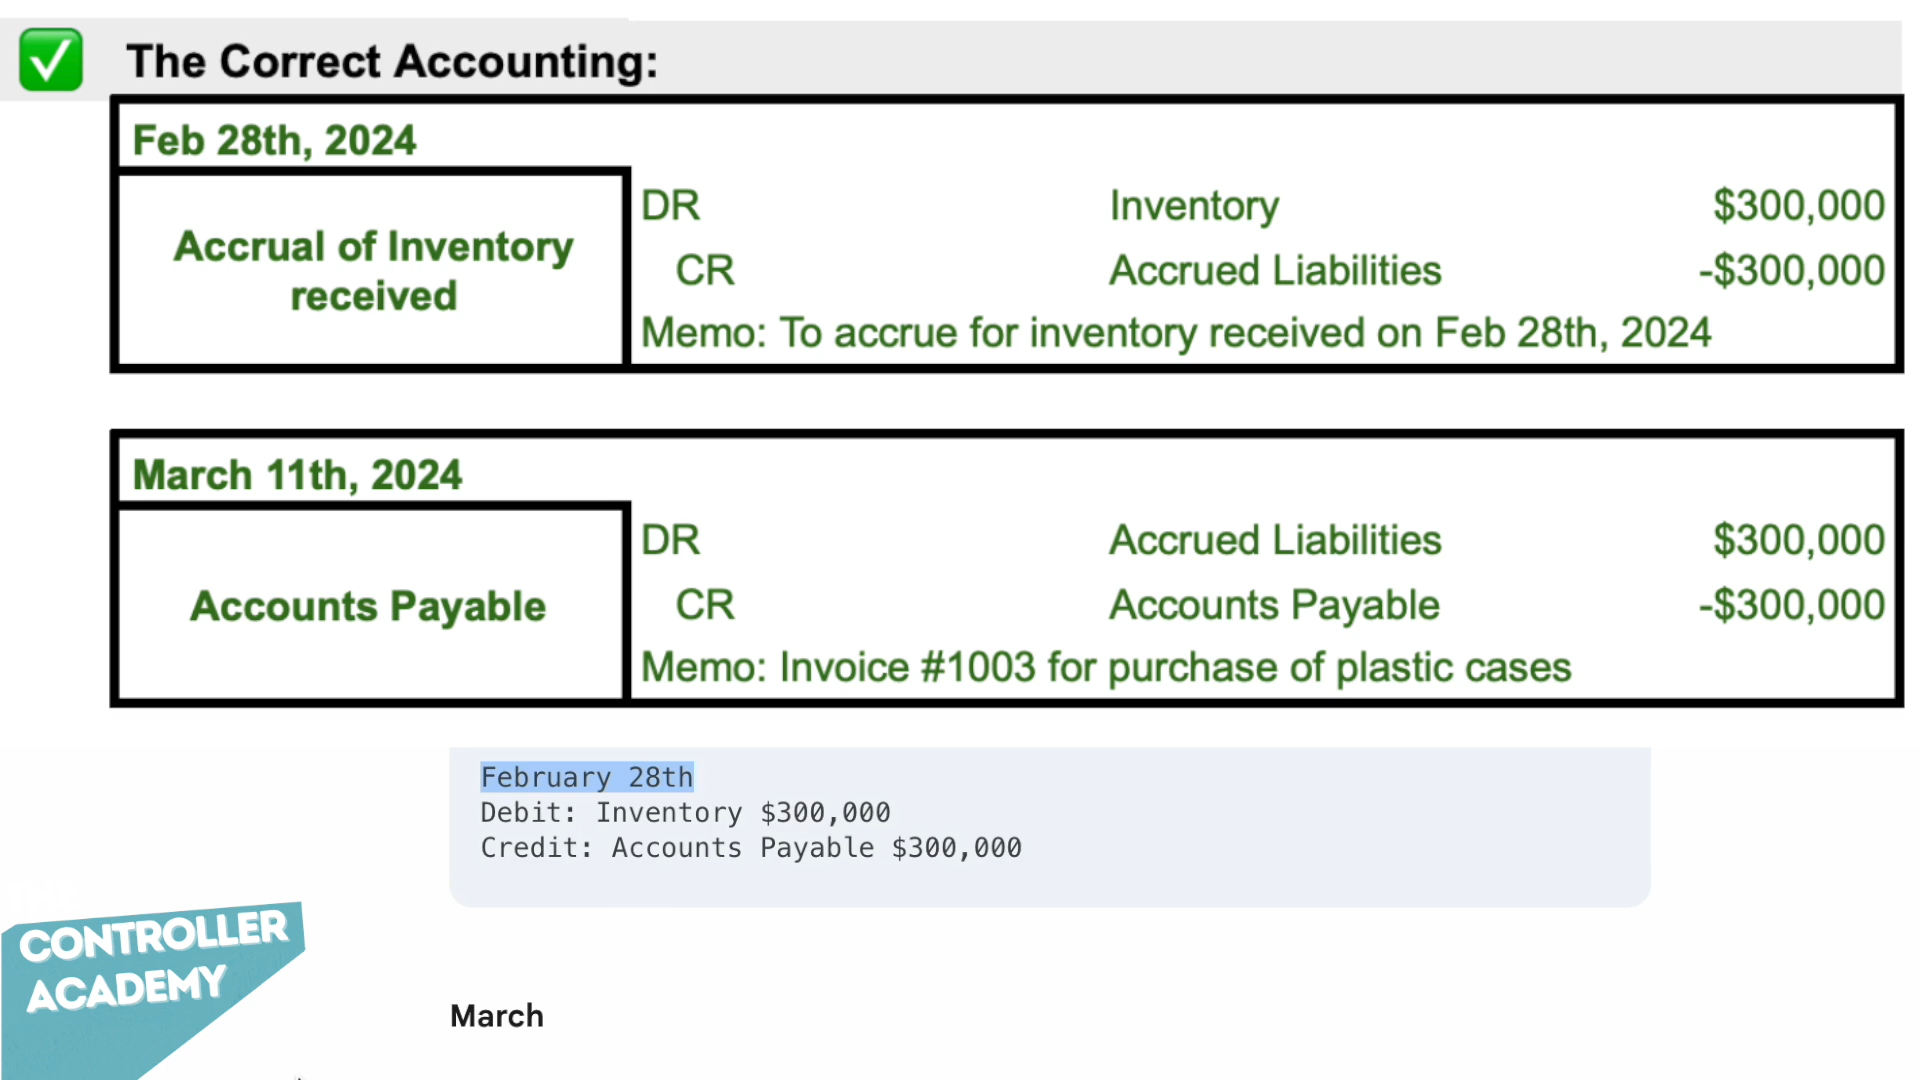 The Correct Accounting:
Feb 28th, 2024
Accrual of Inventory
received
DR Inventory $300,000
CR Accrued Liabilities -$300,000
Memo: To accrue for inventory received on Feb 28th, 2024
March 11th, 2024
Accounts Payable
DR Accrued Liabilities $300,000
CR Accounts Payable -$300,000
Memo: Invoice #1003 for purchase of plastic cases
February 28th
Debit: Inventory $300,000
Credit: Accounts Payable $300,000
CONTROLLER
ACADEMY
March